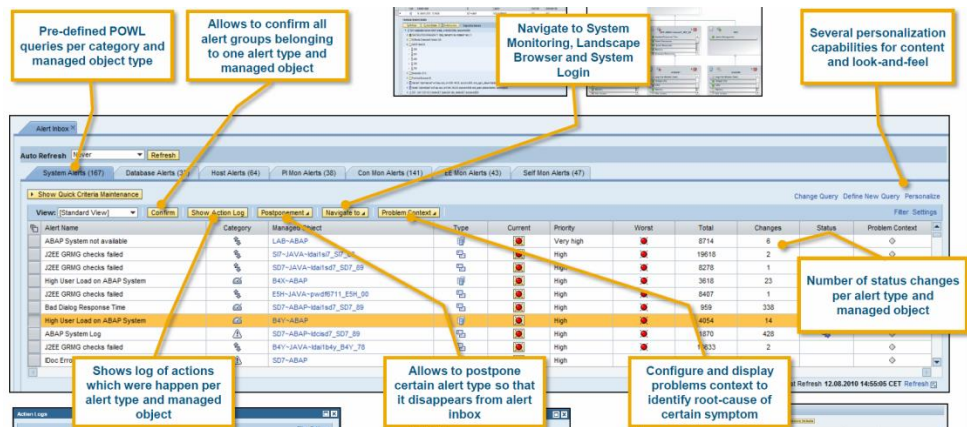 Pre-defined POWL
queries per category and
managed object type
Allows to confirm all
alert groups belonging
to one alert type and
managed object
Navigate to System
Monitoring, Landscape
Browser and System
Login
Several personalization
capabilities for content
and look-and-feel
Alert Inbox
Auto Refresh Never Refresh
System Alerts (167) Database Alerts Host Alerts (64) PI Mon Alerts (38) Con Mon Alerts (141) Mon Alerts (43) Self Mon Alerts (47)
Show Quick Criteria Maintenance Change Query Define New Query Personalize
View: [Standard View] Confirm Show Action Log Postponement Navigate to Problem Context Filter Settings
Alert Name Category Managed Object Type Current Priority Worst Total Changes Status Problem Context
ABAP System not available LAB~ABAP Very high 8714 6
J2EE GRMG checks failed High 19618 2
J2EE GRMG checks failed SD7~JAVA~ldai1sd7_SD7_89 High 8278 1
High User Load on ABAP System B4X~ABAP High 3618 23
J2EE GRMG checks failed E5H~JAVA~pwdf6711_E5H_00 High 8407 1
Bad Dialog Response Time SD7~ABAP~ldai1sd7_SD7_89 High 959 338
High User Load on ABAP System B4Y~ABAP High 4054 14
ABAP System Log SD7~ABAP~ldcisd7_SD7_89 High 1870 428
J2EE GRMG checks failed B4Y~JAVA~ldai1b4y_B4Y_78 High 2
IDoc SD7~ABAP High
Number of status changes
per alert type and
managed object
Shows log of actions
which were happen per
alert type and managed
object
Allows to postpone
certain alert type so that
it disappears from alert
inbox
Configure and display
problems context to
identify root-cause of
certain symptom
Refresh 12.08.2010 14:55:05 CET Refresh
Action Logs